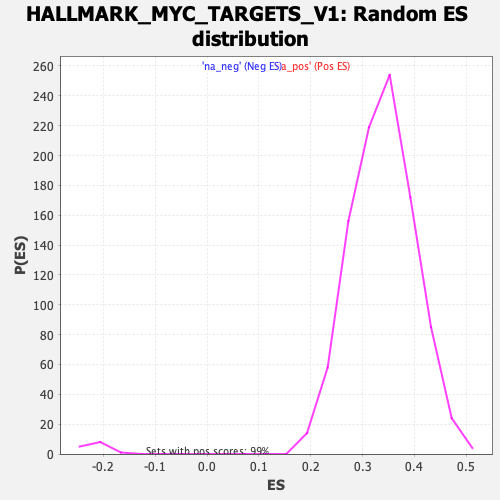 HALLMARK_MYC_TARGETS_V1: Random ES
distribution
'na_neg' (Neg ES)
a_pos' (Pos ES)
260
240
220
200
180
160
140
120
100
80
60
40
20
0
P(ES)
Sets with pos scores: 99%
-0.2 -0.1 0.0 0.1 0.2 0.3 0.4 0.5
ES